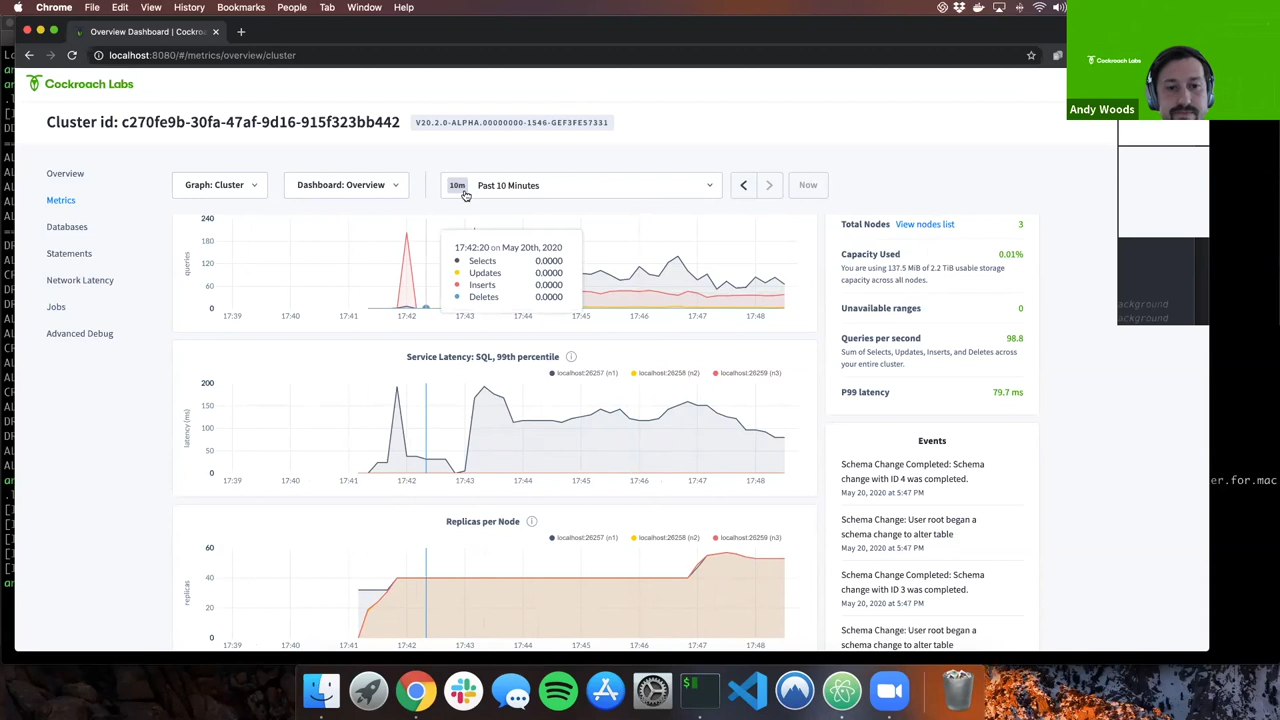 Chrome File Edit View History Bookmarks People Tab Window Help
Overview Dashboard | Cockro
localhost:8080/#/metrics/overview/cluster
Cockroach Labs
Cockroach Labs
Andy Woods
Cluster id: c270fe9b-30fa-47af-9d16-915f323bb442
V20.2.0-ALPHA.00000000-1546-GEF3FE57331
Overview
Metrics
Databases
Statements
Network Latency
Jobs
Advanced Debug
Graph: Cluster
Dashboard: Overview
10m Past 10 Minutes
Now
queries
240
180
120
60
0
17:39 17:40 17:41 17:42 17:43 17:44 17:45 17:46 17:47 17:48
17:42:20 on May 20th, 2020
Selects 0.0000
Updates 0.0000
Inserts 0.0000
Deletes 0.0000
Service Latency: SQL, 99th percentile
localhost:26257 (n1) localhost:26258 (n2) localhost:26259 (n3)
latency (ms)
200
150
100
50
0
17:39 17:40 17:41 17:42 17:43 17:44 17:45 17:46 17:47 17:48
Replicas per Node
localhost:26257 (n1) localhost:26258 (n2) localhost:26259 (n3)
replicas
60
40
20
0
17:39 17:40 17:41 17:42 17:43 17:44 17:45 17:46 17:47 17:48
Total Nodes View nodes list 3
Capacity Used 0.01%
You are using 137.5 MiB of 2.2 TiB usable storage
capacity across all nodes.
Unavailable ranges 0
Queries per second 98.8
Sum of Selects, Updates, Inserts, and Deletes across
your entire cluster.
P99 latency 79.7 ms
Events
Schema Change Completed: Schema
change with ID 4 was completed.
May 20, 2020 at 5:47 PM
Schema Change: User root began a
schema change to alter table
May 20, 2020 at 5:47 PM
Schema Change Completed: Schema
change with ID 3 was completed.
May 20, 2020 at 5:47 PM
Schema Change: User root began a
schema change to alter table
ackground
ackground
er.for.mac